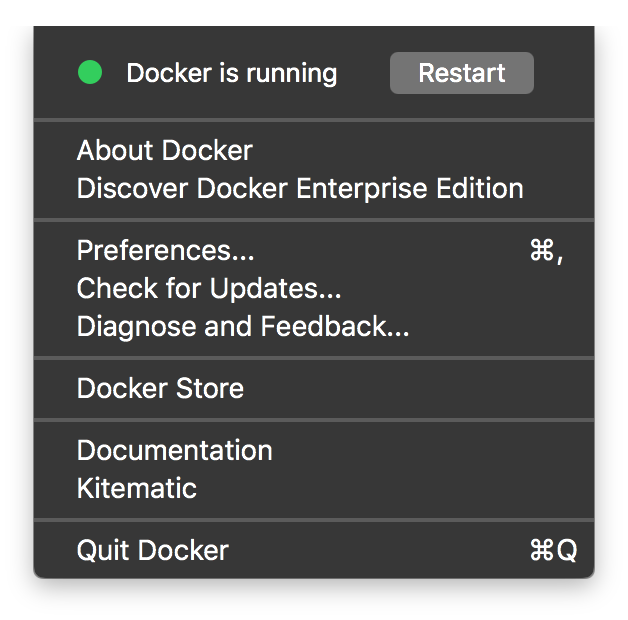 Docker is running Restart
About Docker
Discover Docker Enterprise Edition
Preferences... ⌘,
Check for Updates...
Diagnose and Feedback...
Docker Store
Documentation
Kitematic
Quit Docker ⌘Q